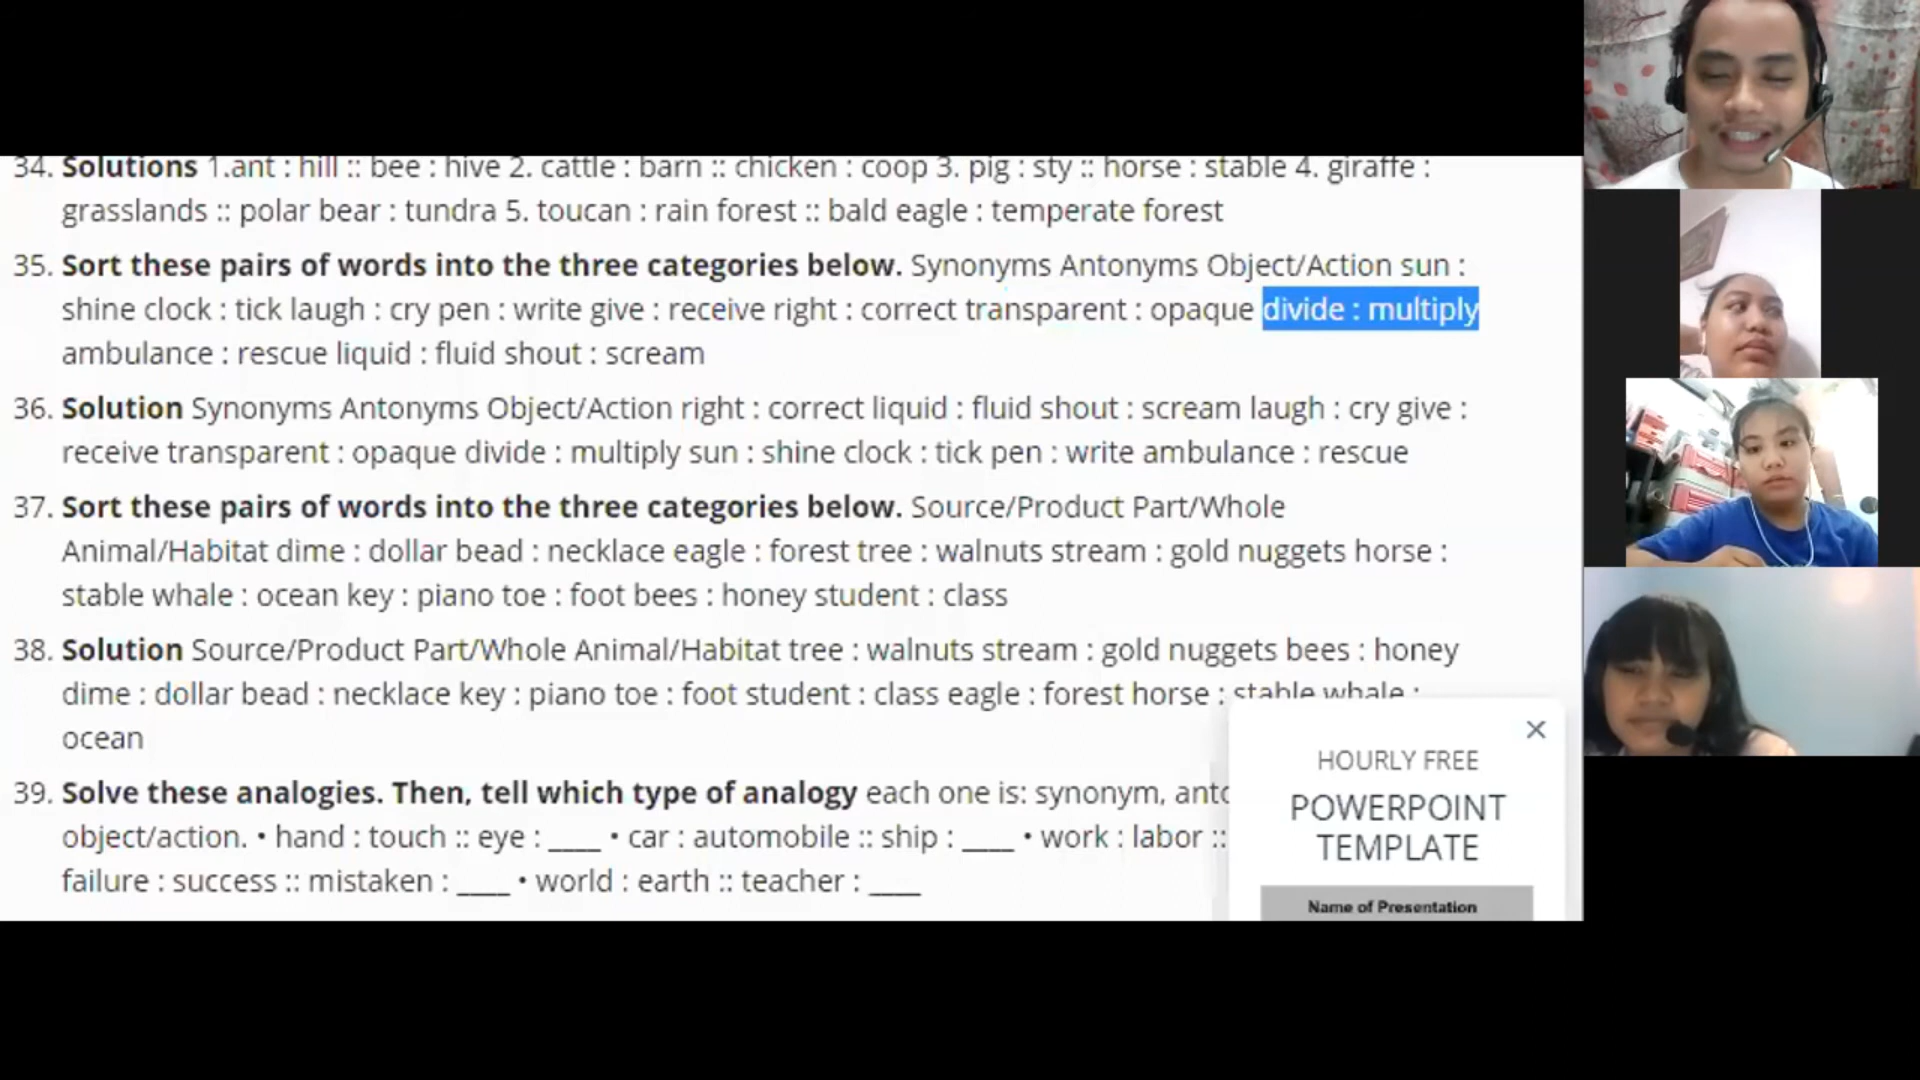 34. Solutions 1.ant : hill :: bee : hive 2. cattle : barn :: chicken : coop 3. pig : sty :: horse : stable 4. giraffe :
grasslands :: polar bear : tundra 5. toucan : rain forest :: bald eagle : temperate forest
35. Sort these pairs of words into the three categories below. Synonyms Antonyms Object/Action sun :
shine clock : tick laugh : cry pen : write give : receive right : correct transparent : opaque divide : multiply
ambulance : rescue liquid : fluid shout : scream
36. Solution Synonyms Antonyms Object/Action right : correct liquid : fluid shout : scream laugh : cry give :
receive transparent : opaque divide : multiply sun : shine clock : tick pen : write ambulance : rescue
37. Sort these pairs of words into the three categories below. Source/Product Part/Whole
Animal/Habitat dime : dollar bead : necklace eagle : forest tree : walnuts stream : gold nuggets horse :
stable whale : ocean key : piano toe : foot bees : honey student : class
38. Solution Source/Product Part/Whole Animal/Habitat tree : walnuts stream : gold nuggets bees : honey
dime : dollar bead : necklace key : piano toe : foot student : class eagle : forest horse : stable whale :
ocean
39. Solve these analogies. Then, tell which type of analogy each one is: synonym,
object/action. • hand : touch :: eye : ____ • car : automobile :: ship : ____ • work : labor ::
failure : success :: mistaken : ____ • world : earth :: teacher : ____
HOURLY FREE
POWERPOINT
TEMPLATE
Name of Presentation